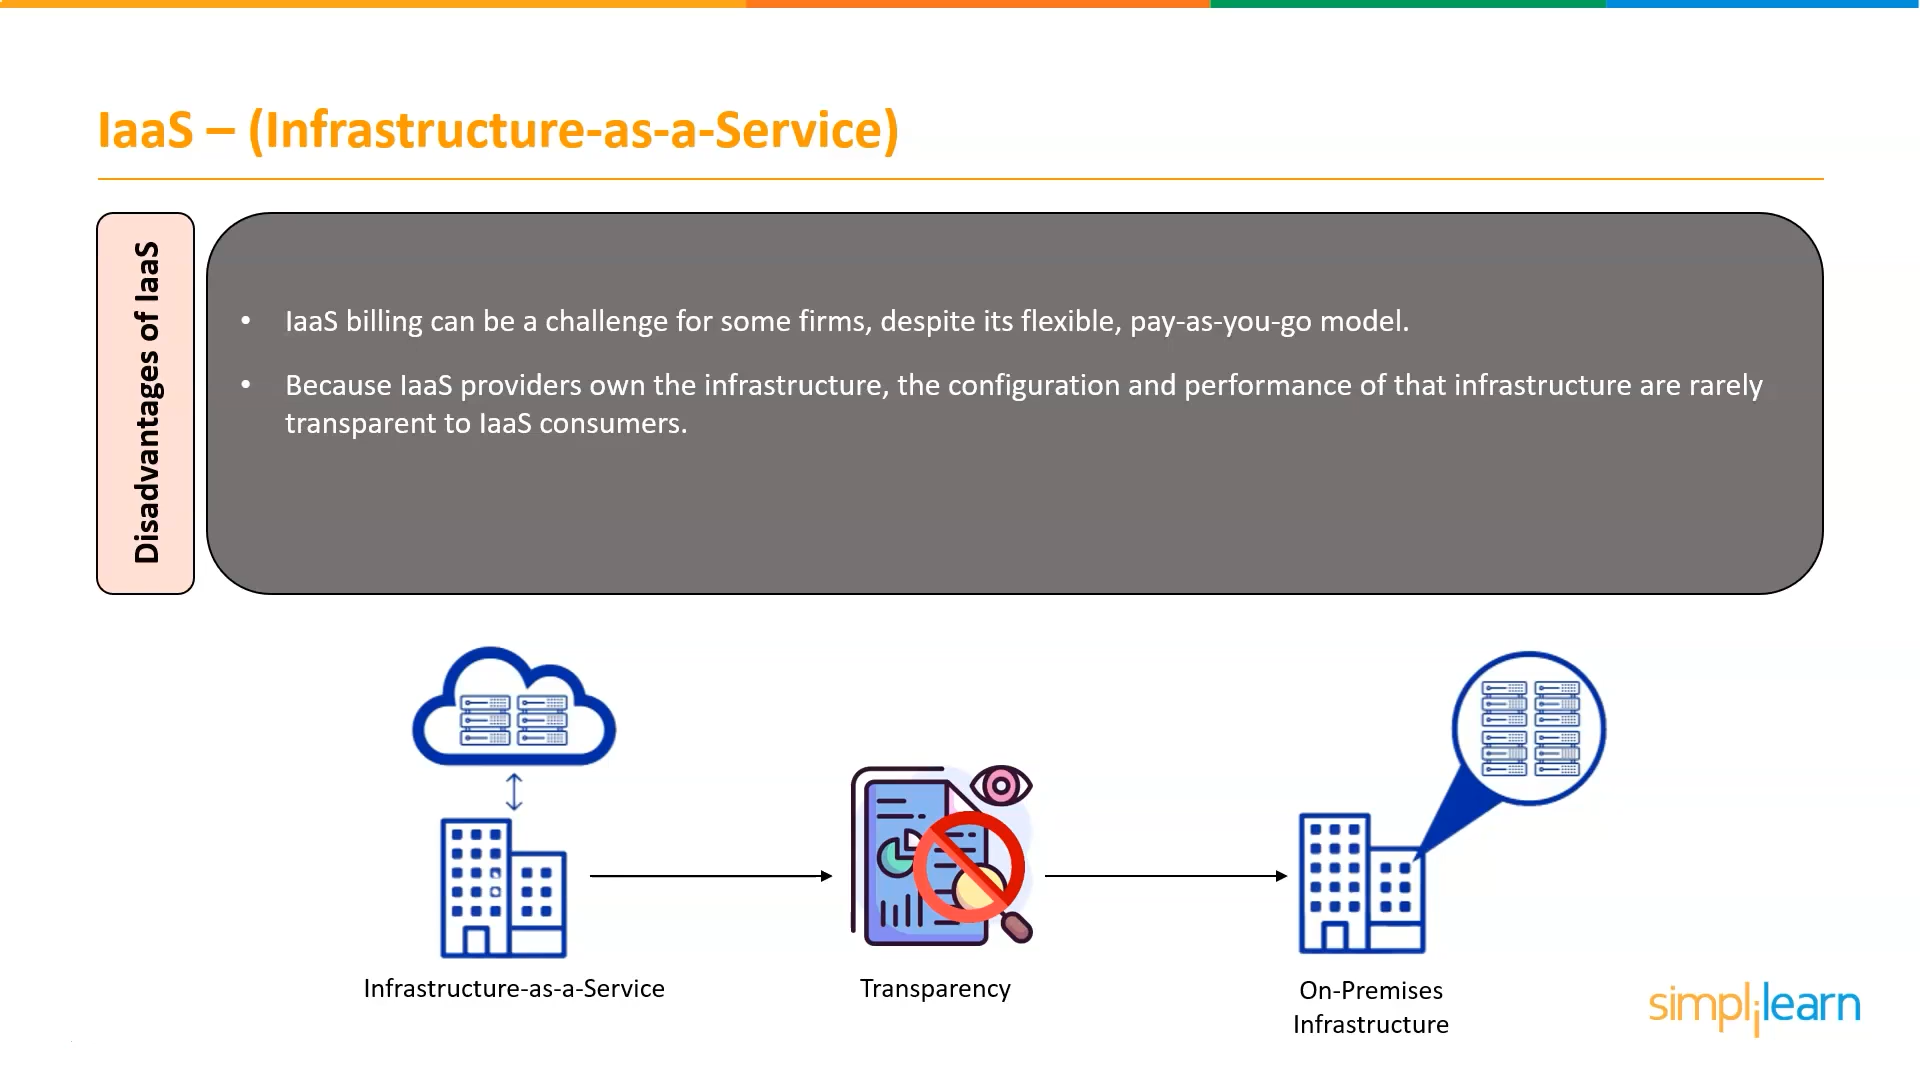 IaaS – (Infrastructure-as-a-Service)
Disadvantages of IaaS
• IaaS billing can be a challenge for some firms, despite its flexible, pay-as-you-go model.
• Because IaaS providers own the infrastructure, the configuration and performance of that infrastructure are rarely
transparent to IaaS consumers.
Infrastructure-as-a-Service
Transparency
On-Premises
Infrastructure
simplilearn